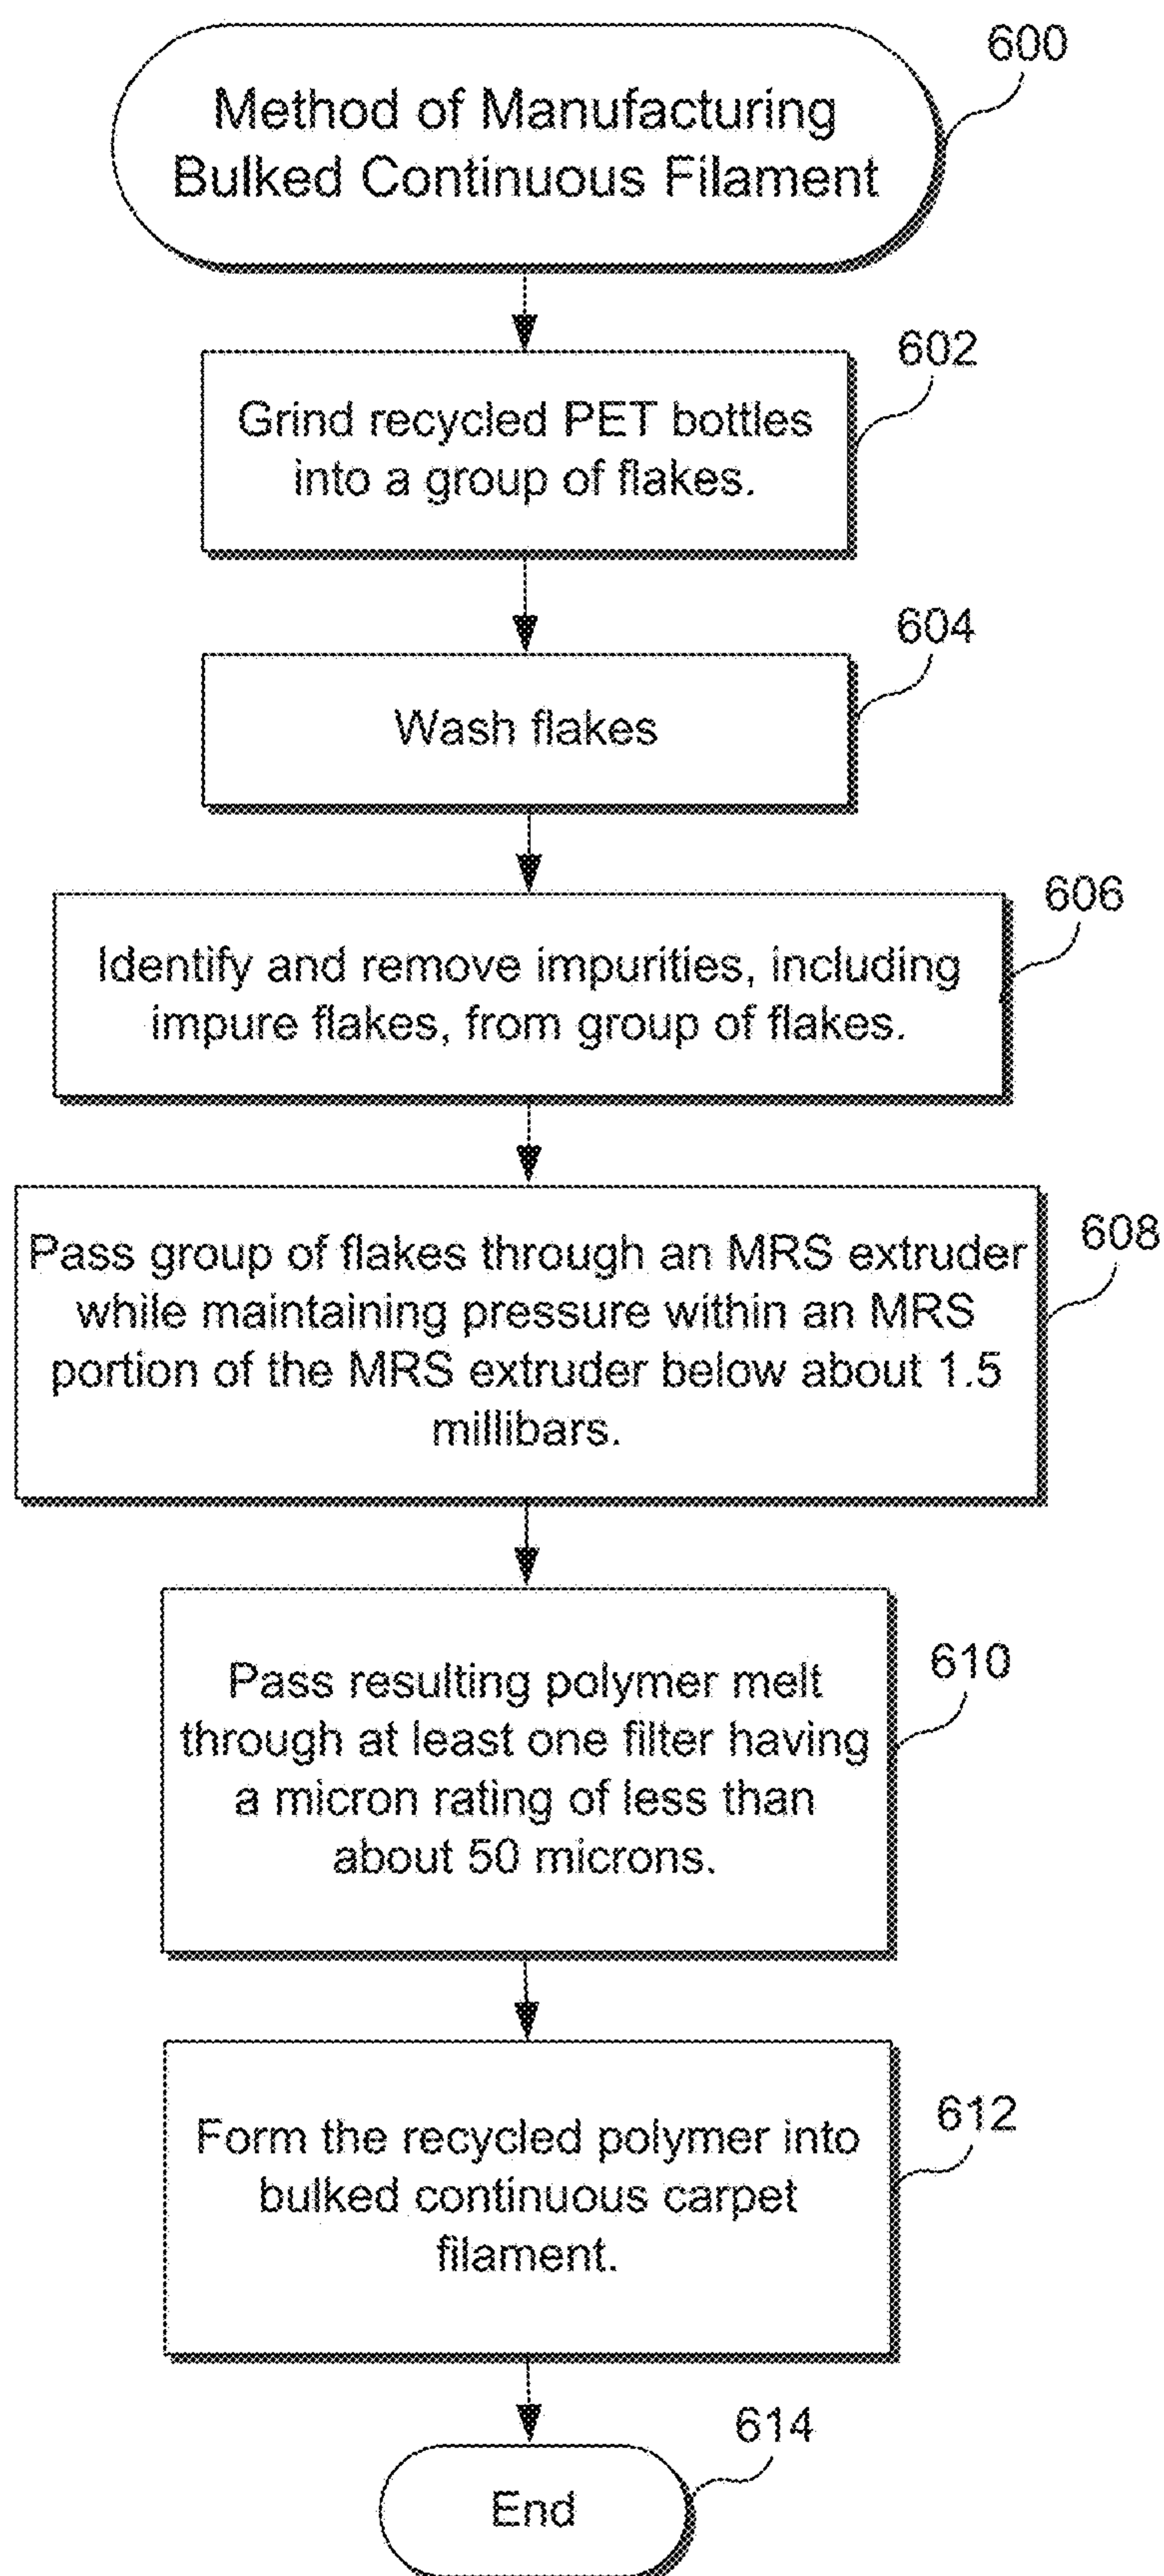 600
Method of Manufacturing
Bulked Continuous Filament
602
Grind recycled PET bottles
into a group of flakes.
604
Wash flakes
606
Identify and remove impurities, including
impure flakes, from group of flakes.
608
Pass group of flakes through an MRS extruder
while maintaining pressure within an MRS
portion of the MRS extruder below about 1.5
millibars.
610
Pass resulting polymer melt
through at least one filter having
a micron rating of less than
about 50 microns.
612
Form the recycled polymer into
bulked continuous carpet
filament.
614
End